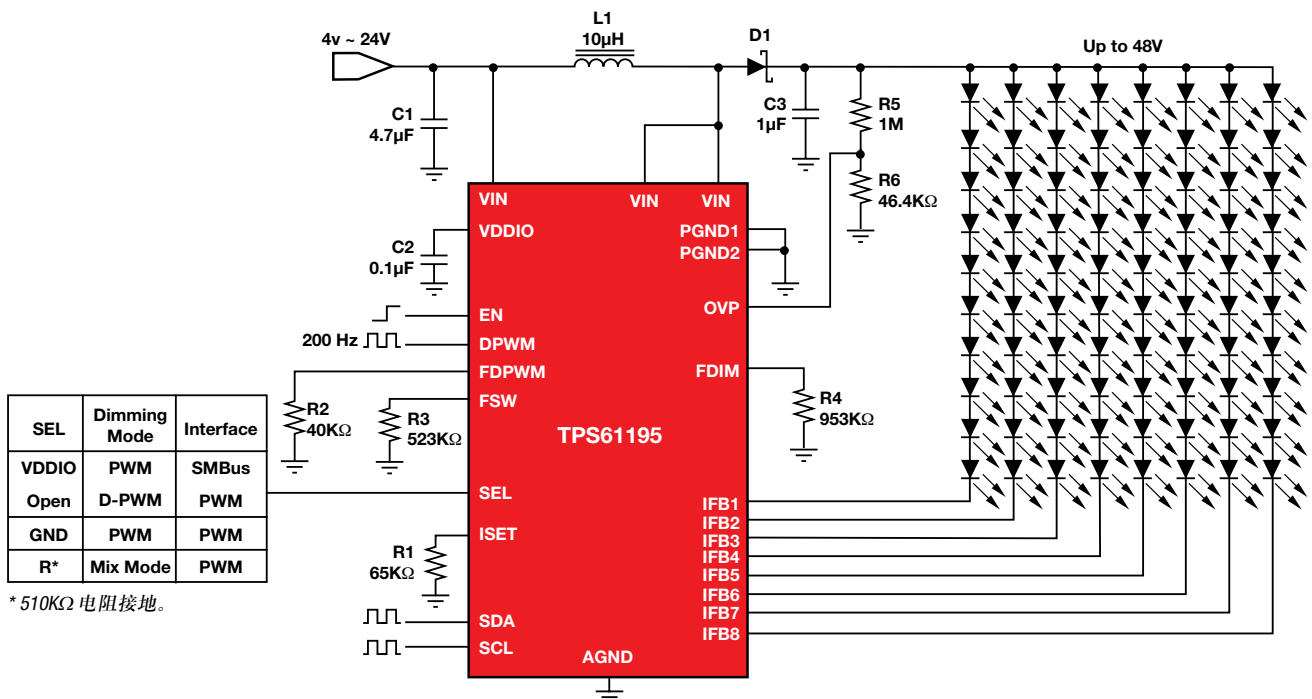 4v ~ 24V
L1
10µH
D1
Up to 48V
C1
4.7µF
C3
1µF
R5
1M
R6
46.4KΩ
VIN
VIN
VIN
VDDIO
PGND1
PGND2
C2
0.1µF
OVP
EN
200 Hz
DPWM
FDPWM
FDIM
FSW
R2
40KΩ
R3
523KΩ
R4
953KΩ
TPS61195
SEL Dimming Mode Interface
VDDIO PWM SMBus
Open D-PWM PWM
GND PWM PWM
R* Mix Mode PWM
* 510KΩ 电阻接地。
SEL
ISET
R1
65KΩ
SDA
SCL
AGND
IFB1
IFB2
IFB3
IFB4
IFB5
IFB6
IFB7
IFB8